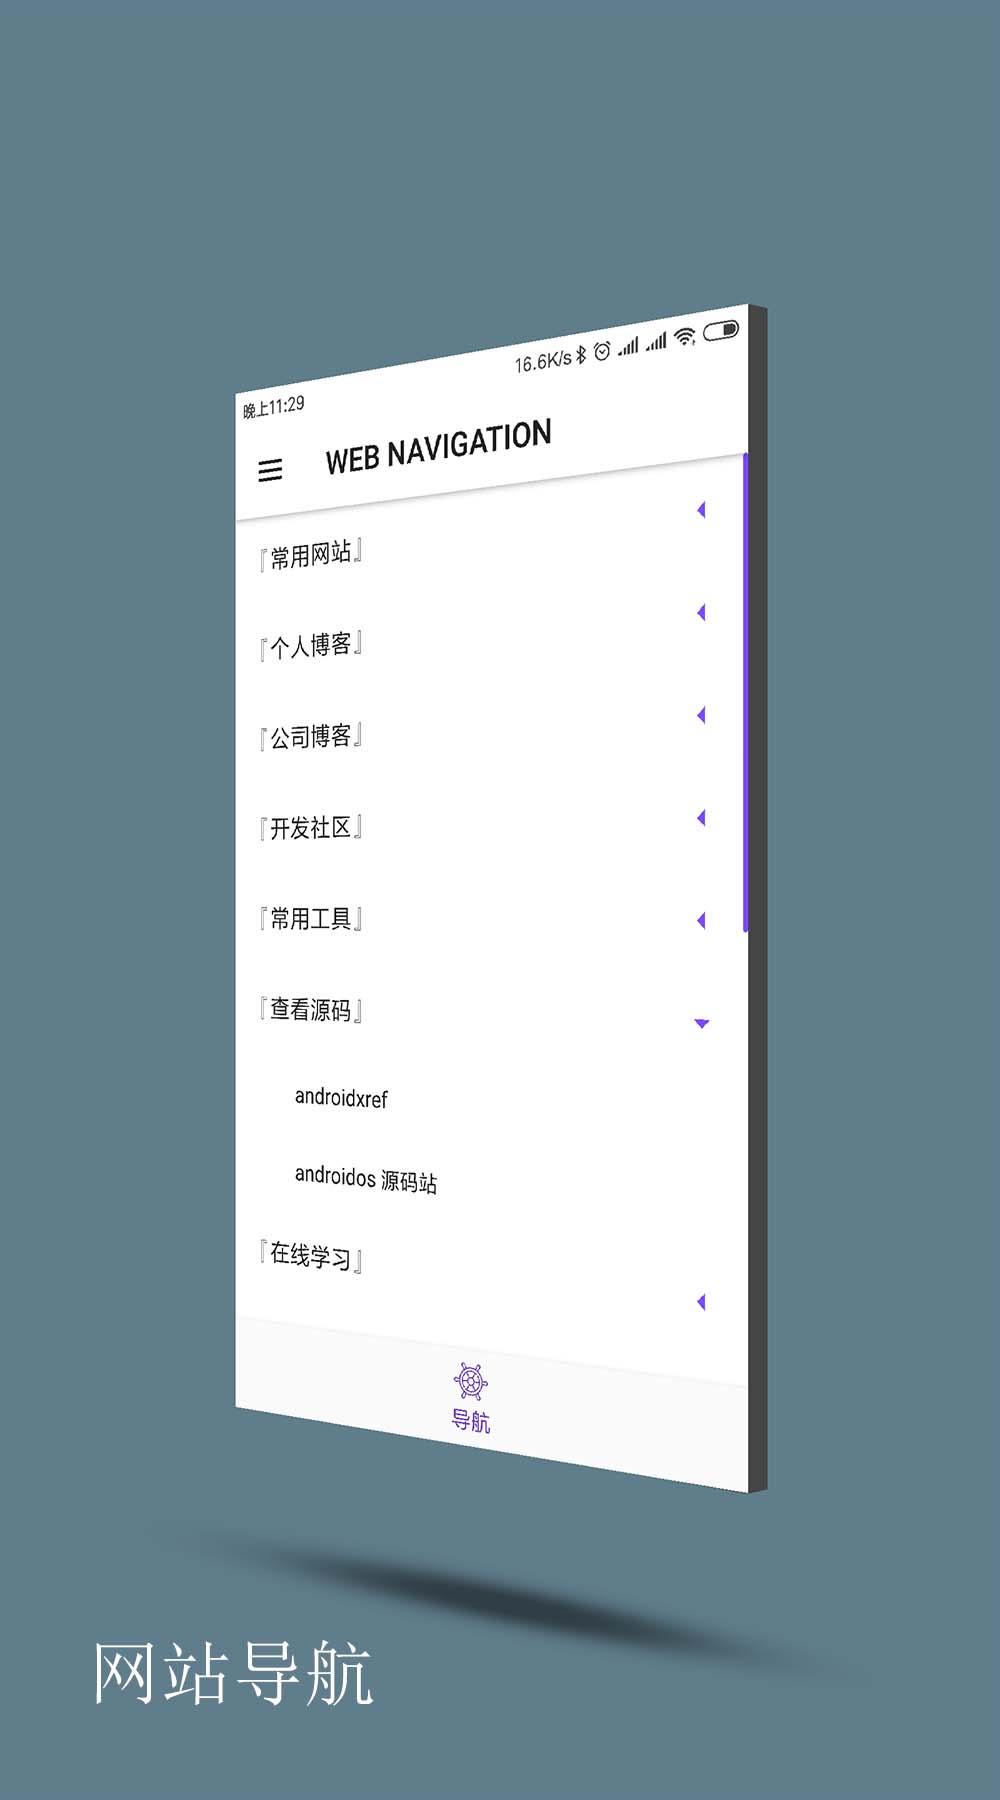 晚上11:29 16.6K/s
WEB NAVIGATION
『常用网站』
『个人博客』
『公司博客』
『开发社区』
『常用工具』
『查看源码』
androidxref
androidos 源码站
『在线学习』
导航
网站导航